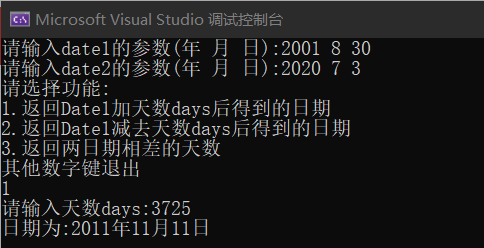 Microsoft Visual Studio 调试控制台
请输入date1的参数(年 月 日):2001 8 30
请输入date2的参数(年 月 日):2020 7 3
请选择功能:
1.返回Date1加天数days后得到的日期
2.返回Date1减去天数days后得到的日期
3.返回两日期相差的天数
其他数字键退出
1
请输入天数days:3725
日期为:2011年11月11日